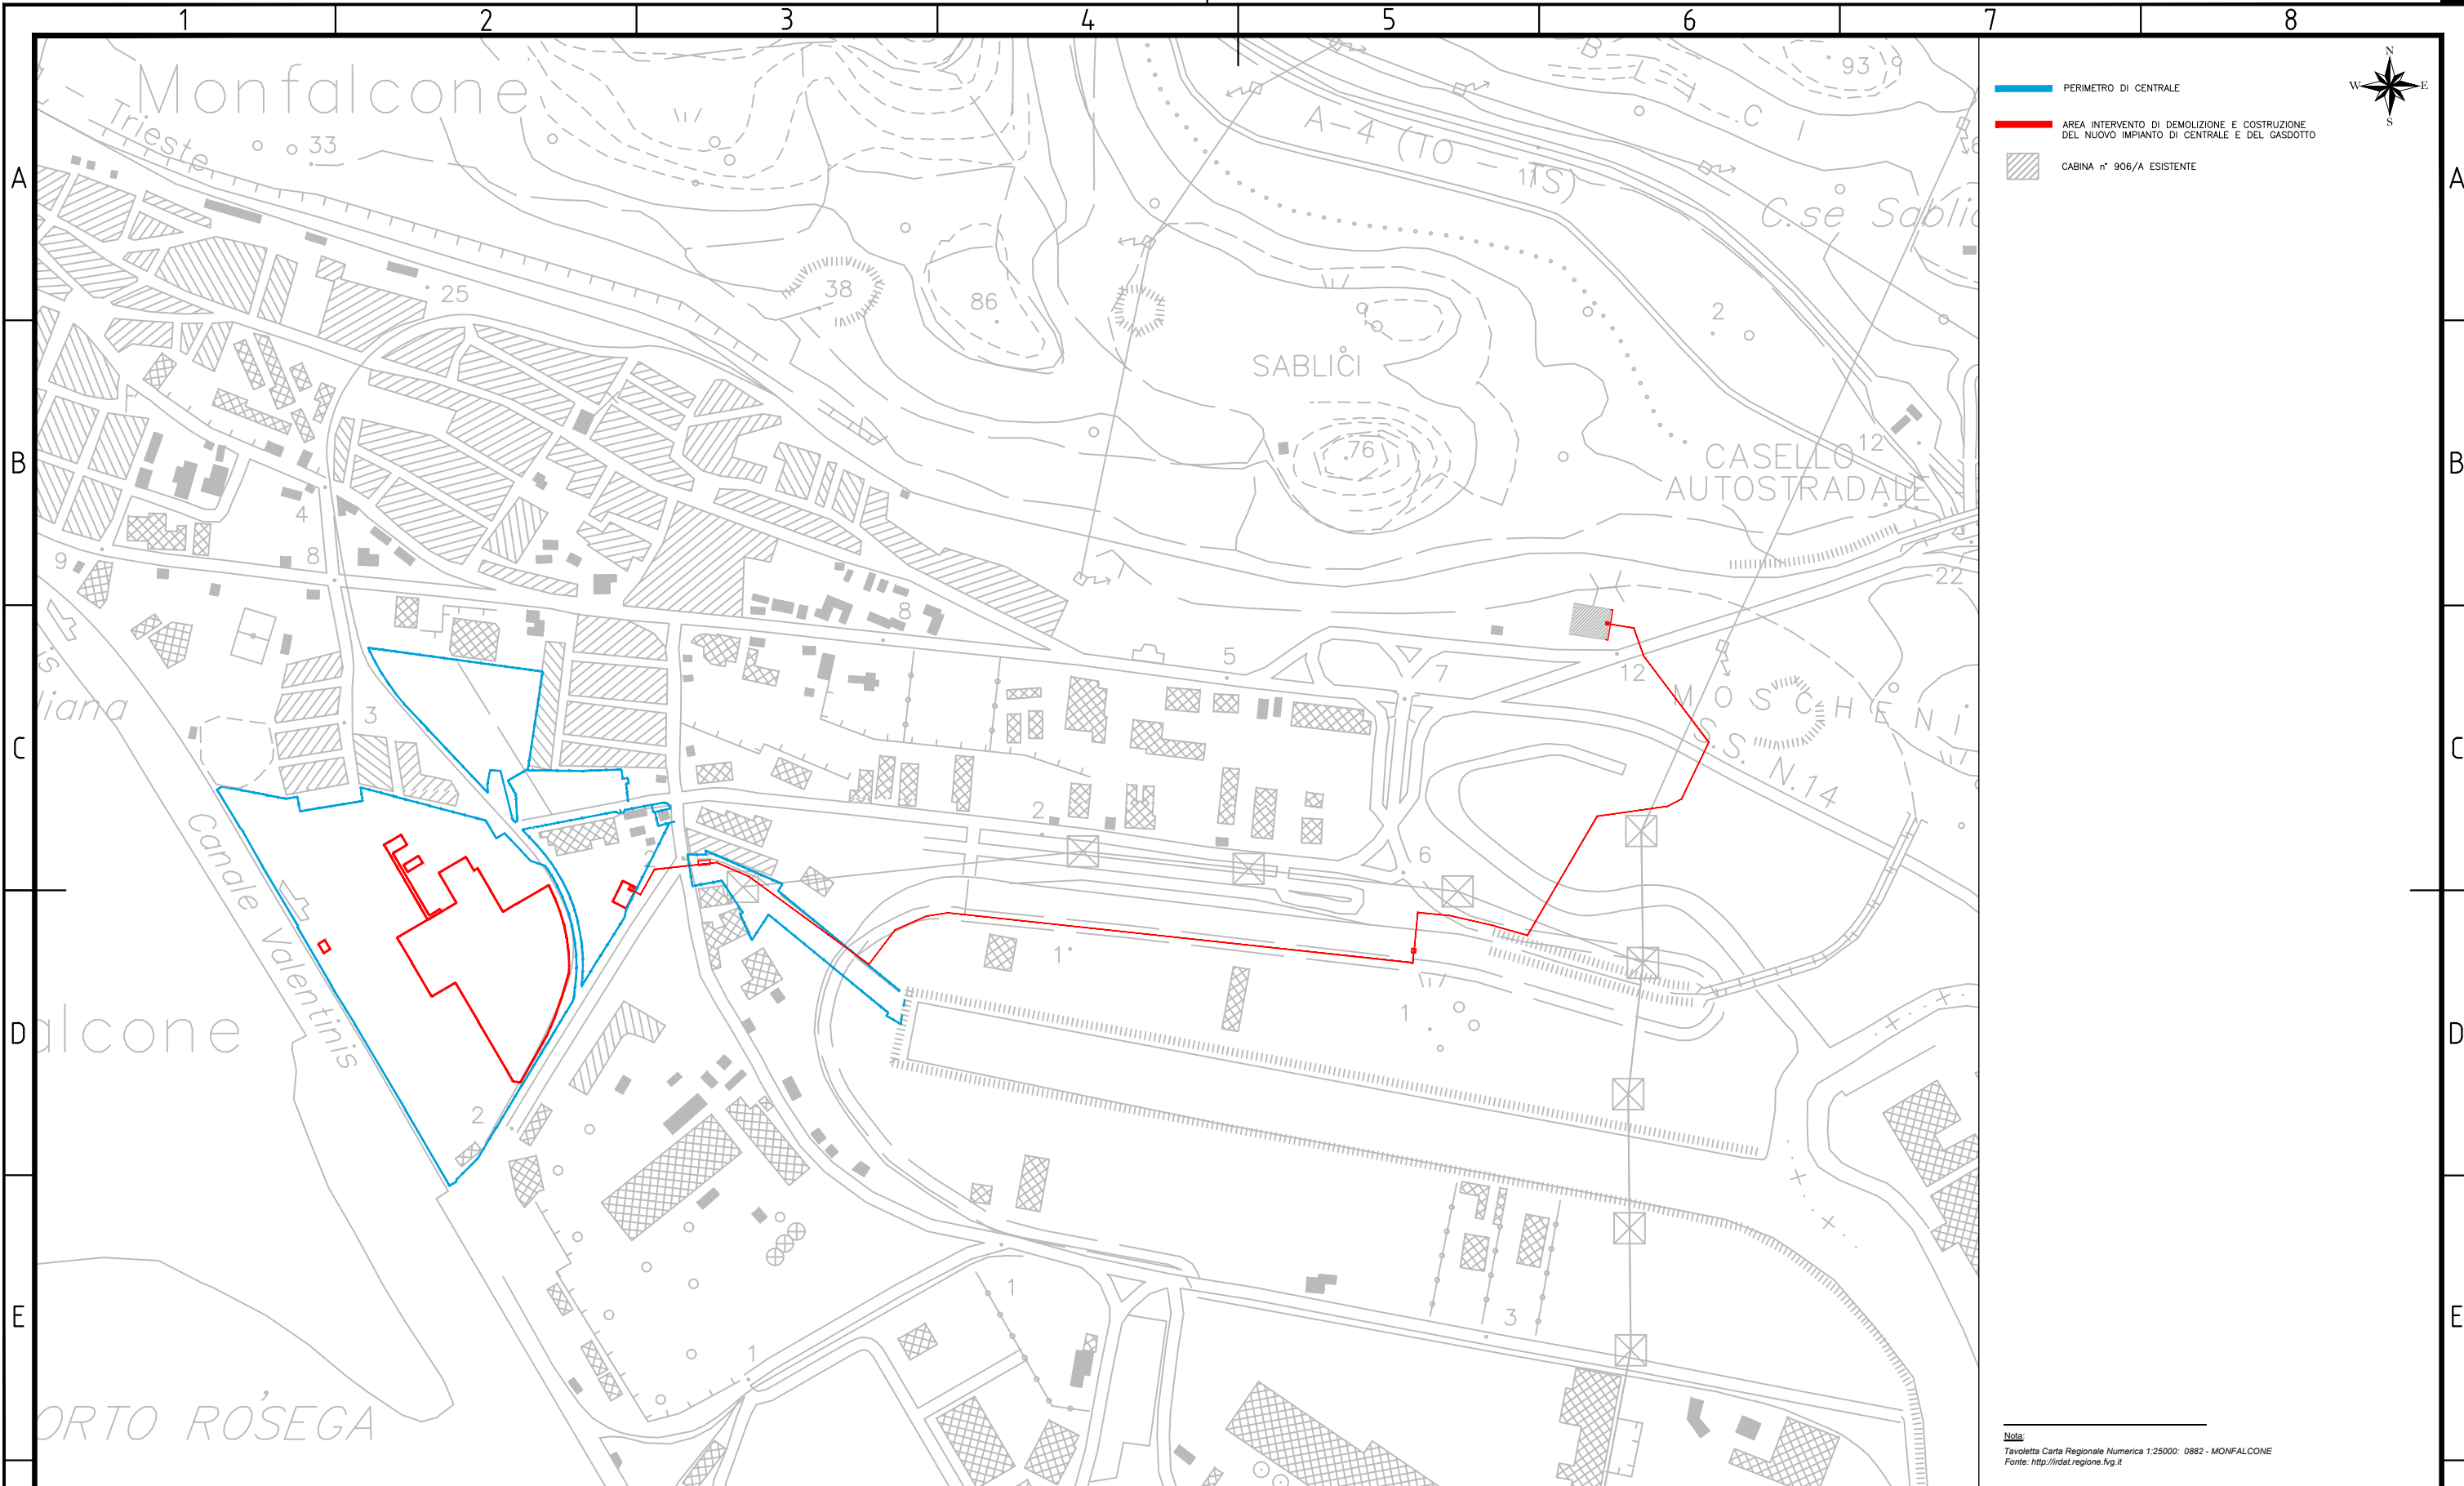 1 2 3 4 5 6 7 8
A
B
C
D
E
A
B
C
D
E
Monfalcone
Trieste
33
25
38
86
A-4 (TO - TS)
11
B L I C I
93
C.se Sablic
2
SABLICI
76
CASELLO
AUTOSTRADALE
12
22
4
8
9
8
5
7
12
MOSCHENI
S.S. N.14
3
iana
2
6
2
Canale Valentinis
alcone
1
1
2
1
1
3
ORTO ROSEGA
N
W
E
S
PERIMETRO DI CENTRALE
AREA INTERVENTO DI DEMOLIZIONE E COSTRUZIONE
DEL NUOVO IMPIANTO DI CENTRALE E DEL GASDOTTO
CABINA n° 906/A ESISTENTE
Nota:
Tavoletta Carta Regionale Numerica 1:25000: 0882 - MONFALCONE
Fonte: http://irdat.regione.fvg.it